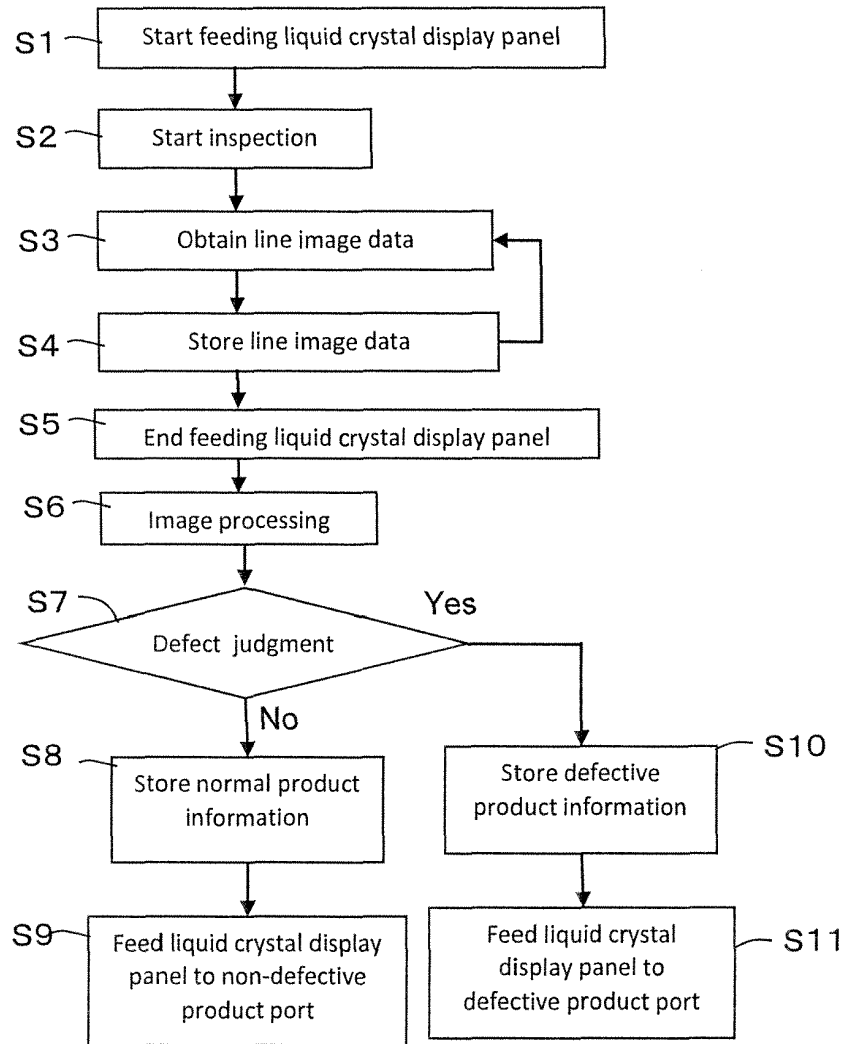 S1
Start feeding liquid crystal display panel
S2
Start inspection
S3
Obtain line image data
S4
Store line image data
S5
End feeding liquid crystal display panel
S6
Image processing
S7
Defect judgment
Yes
No
S8
Store normal product
information
S10
Store defective
product information
S9
Feed liquid crystal display
panel to non-defective
product port
S11
Feed liquid crystal
display panel to
defective product port